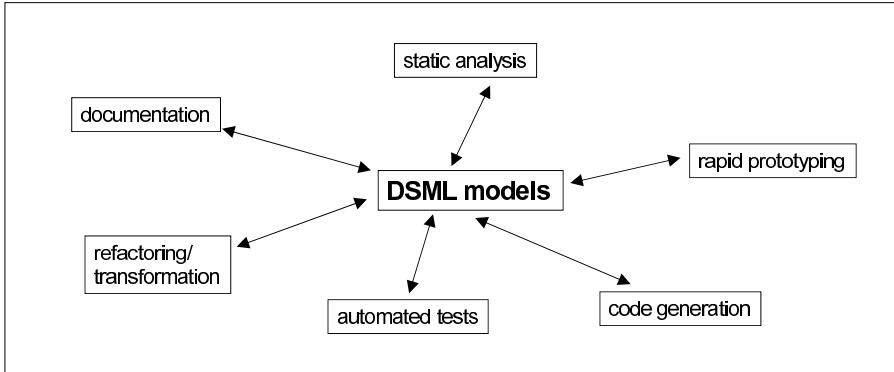 static analysis
documentation
rapid prototyping
DSML models
refactoring/
transformation
automated tests
code generation